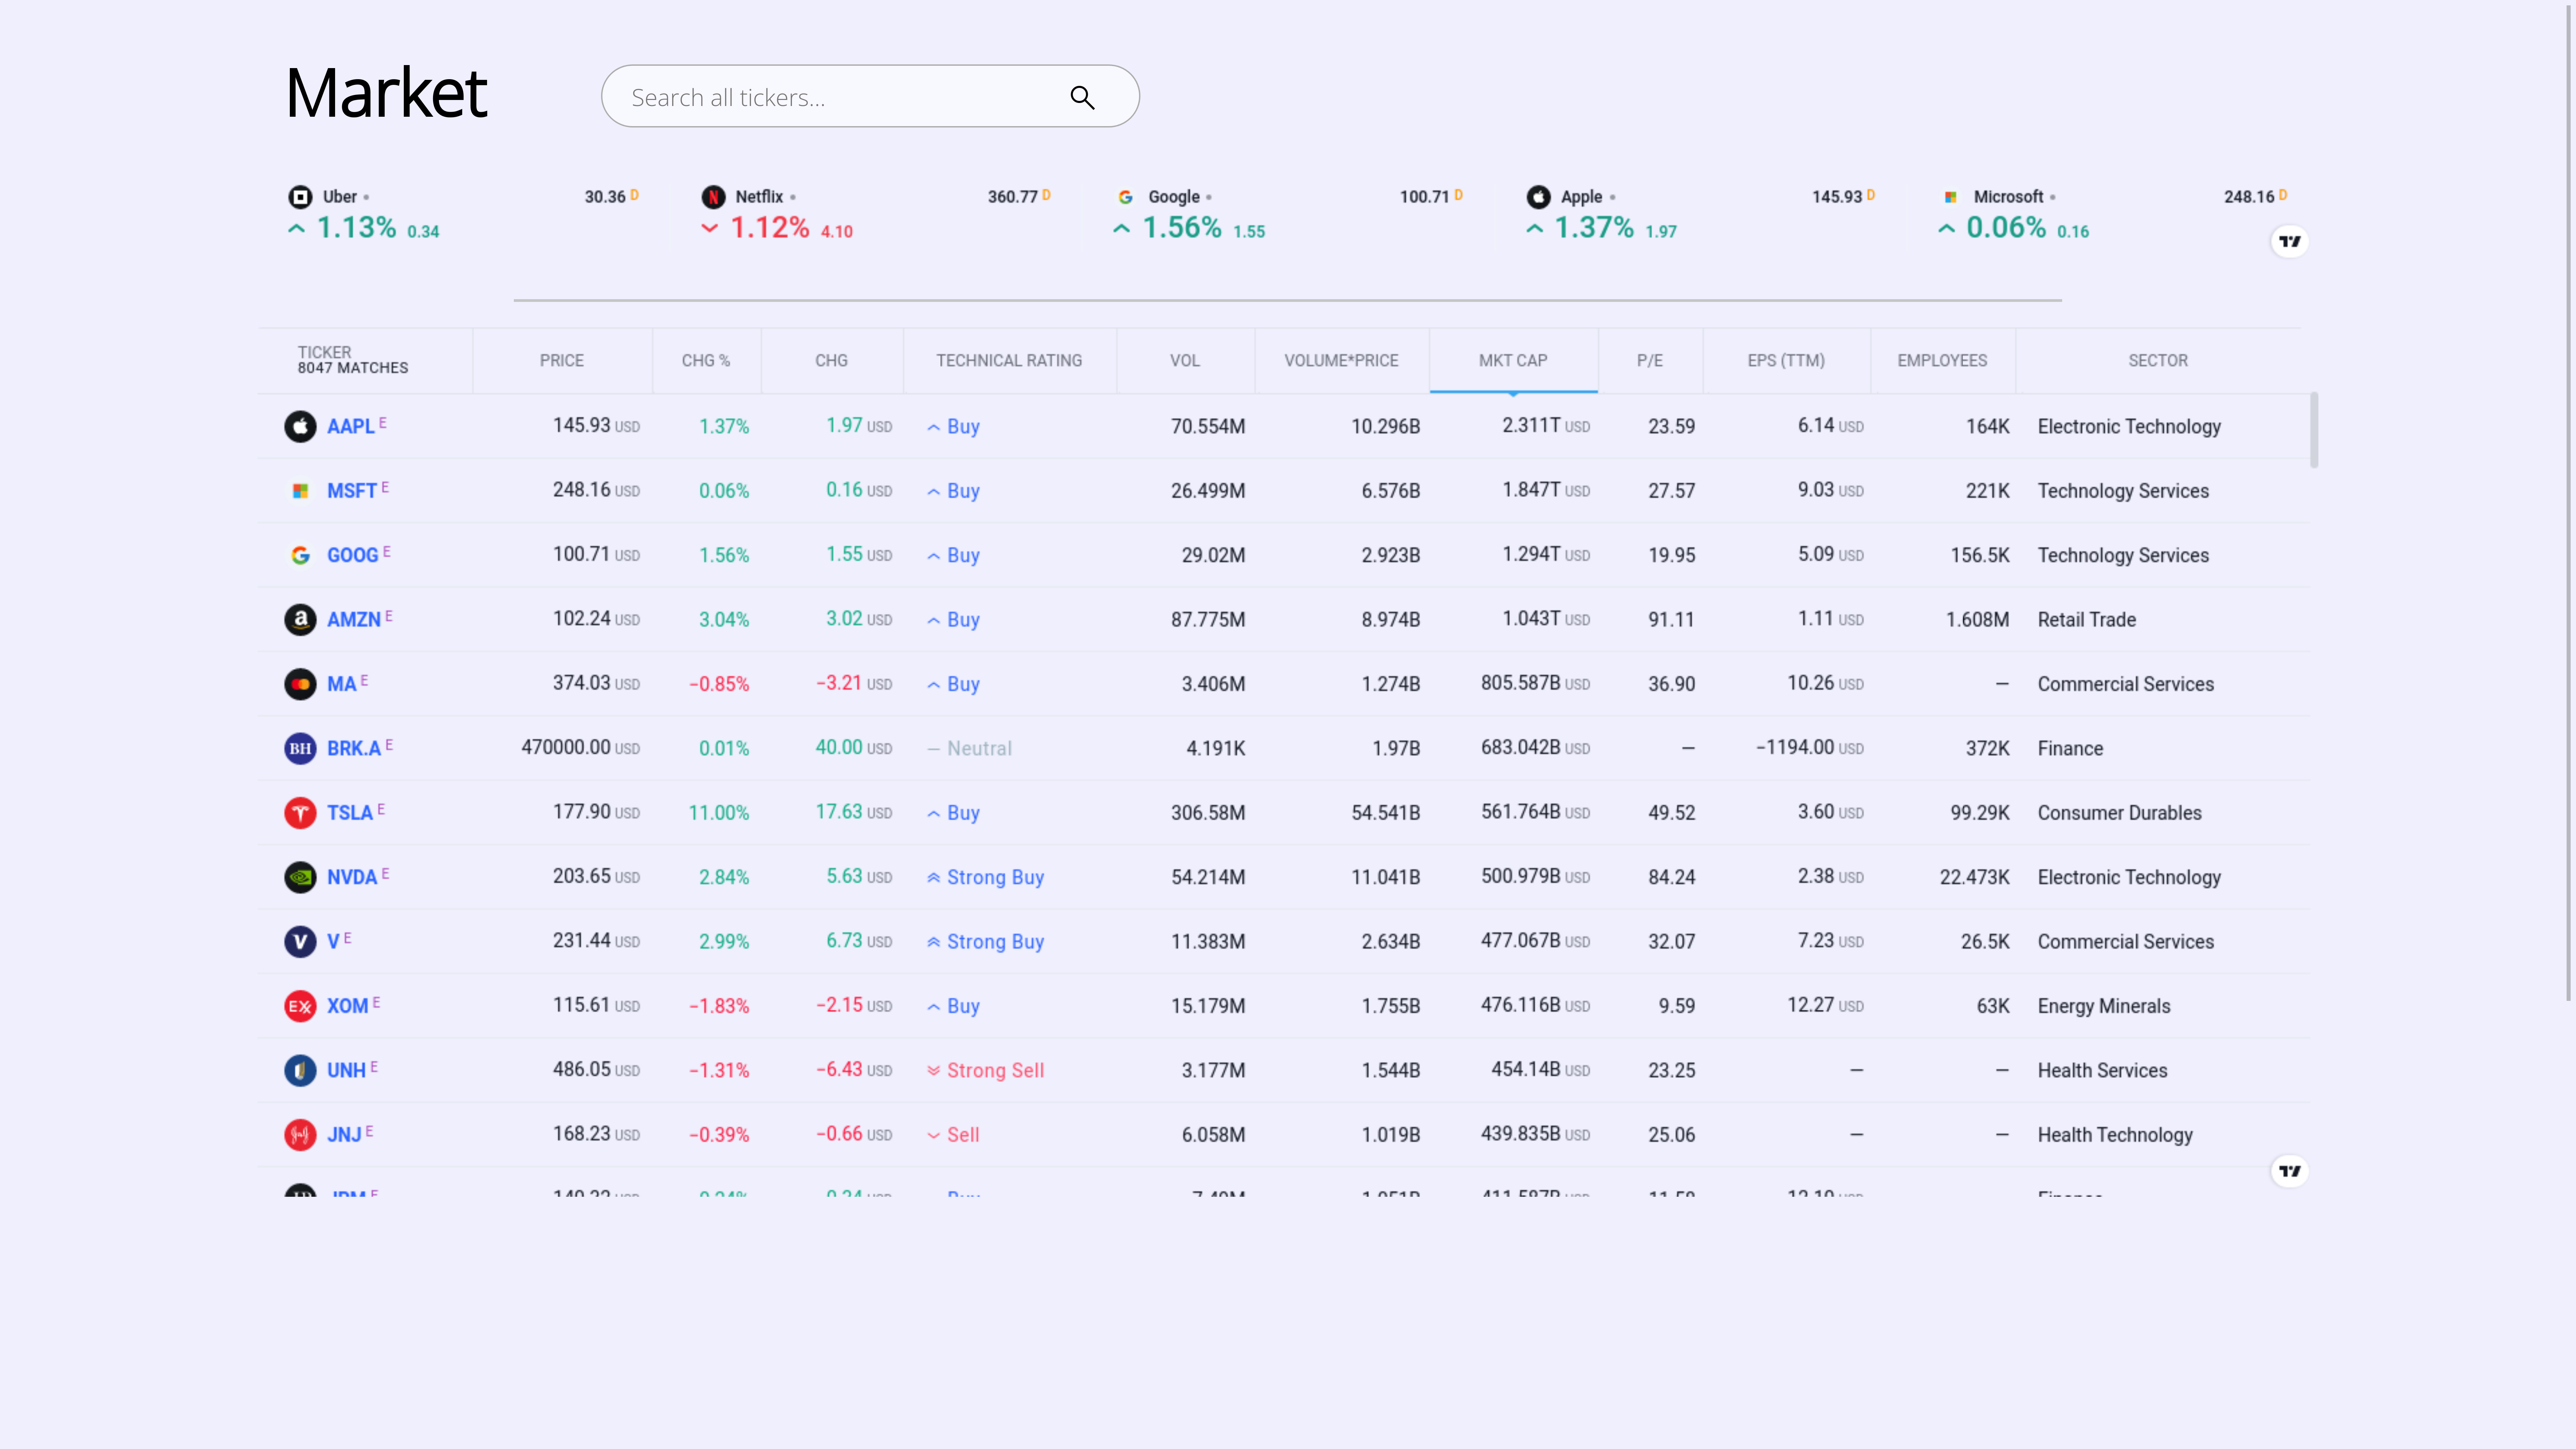 Market
Search all tickers...
Uber 30.36 D
1.13% 0.34
Netflix 360.77 D
1.12% 4.10
Google 100.71 D
1.56% 1.55
Apple 145.93 D
1.37% 1.97
Microsoft 248.16 D
0.06% 0.16
TICKER
8047 MATCHES
PRICE CHG % CHG TECHNICAL RATING VOL VOLUME*PRICE MKT CAP P/E EPS (TTM) EMPLOYEES SECTOR
AAPL E 145.93 USD 1.37% 1.97 USD Buy 70.554M 10.296B 2.311T USD 23.59 6.14 USD 164K Electronic Technology
MSFT E 248.16 USD 0.06% 0.16 USD Buy 26.499M 6.576B 1.847T USD 27.57 9.03 USD 221K Technology Services
GOOG E 100.71 USD 1.56% 1.55 USD Buy 29.02M 2.923B 1.294T USD 19.95 5.09 USD 156.5K Technology Services
AMZN E 102.24 USD 3.04% 3.02 USD Buy 87.775M 8.974B 1.043T USD 91.11 1.11 USD 1.608M Retail Trade
MA E 374.03 USD −0.85% −3.21 USD Buy 3.406M 1.274B 805.587B USD 36.90 10.26 USD — Commercial Services
BH BRK.A E 470000.00 USD 0.01% 40.00 USD — Neutral 4.191K 1.97B 683.042B USD — −1194.00 USD 372K Finance
TSLA E 177.90 USD 11.00% 17.63 USD Buy 306.58M 54.541B 561.764B USD 49.52 3.60 USD 99.29K Consumer Durables
NVDA E 203.65 USD 2.84% 5.63 USD Strong Buy 54.214M 11.041B 500.979B USD 84.24 2.38 USD 22.473K Electronic Technology
V V E 231.44 USD 2.99% 6.73 USD Strong Buy 11.383M 2.634B 477.067B USD 32.07 7.23 USD 26.5K Commercial Services
XOM E 115.61 USD −1.83% −2.15 USD Buy 15.179M 1.755B 476.116B USD 9.59 12.27 USD 63K Energy Minerals
UNH E 486.05 USD −1.31% −6.43 USD Strong Sell 3.177M 1.544B 454.14B USD 23.25 — — Health Services
JNJ E 168.23 USD −0.39% −0.66 USD Sell 6.058M 1.019B 439.835B USD 25.06 — — Health Technology